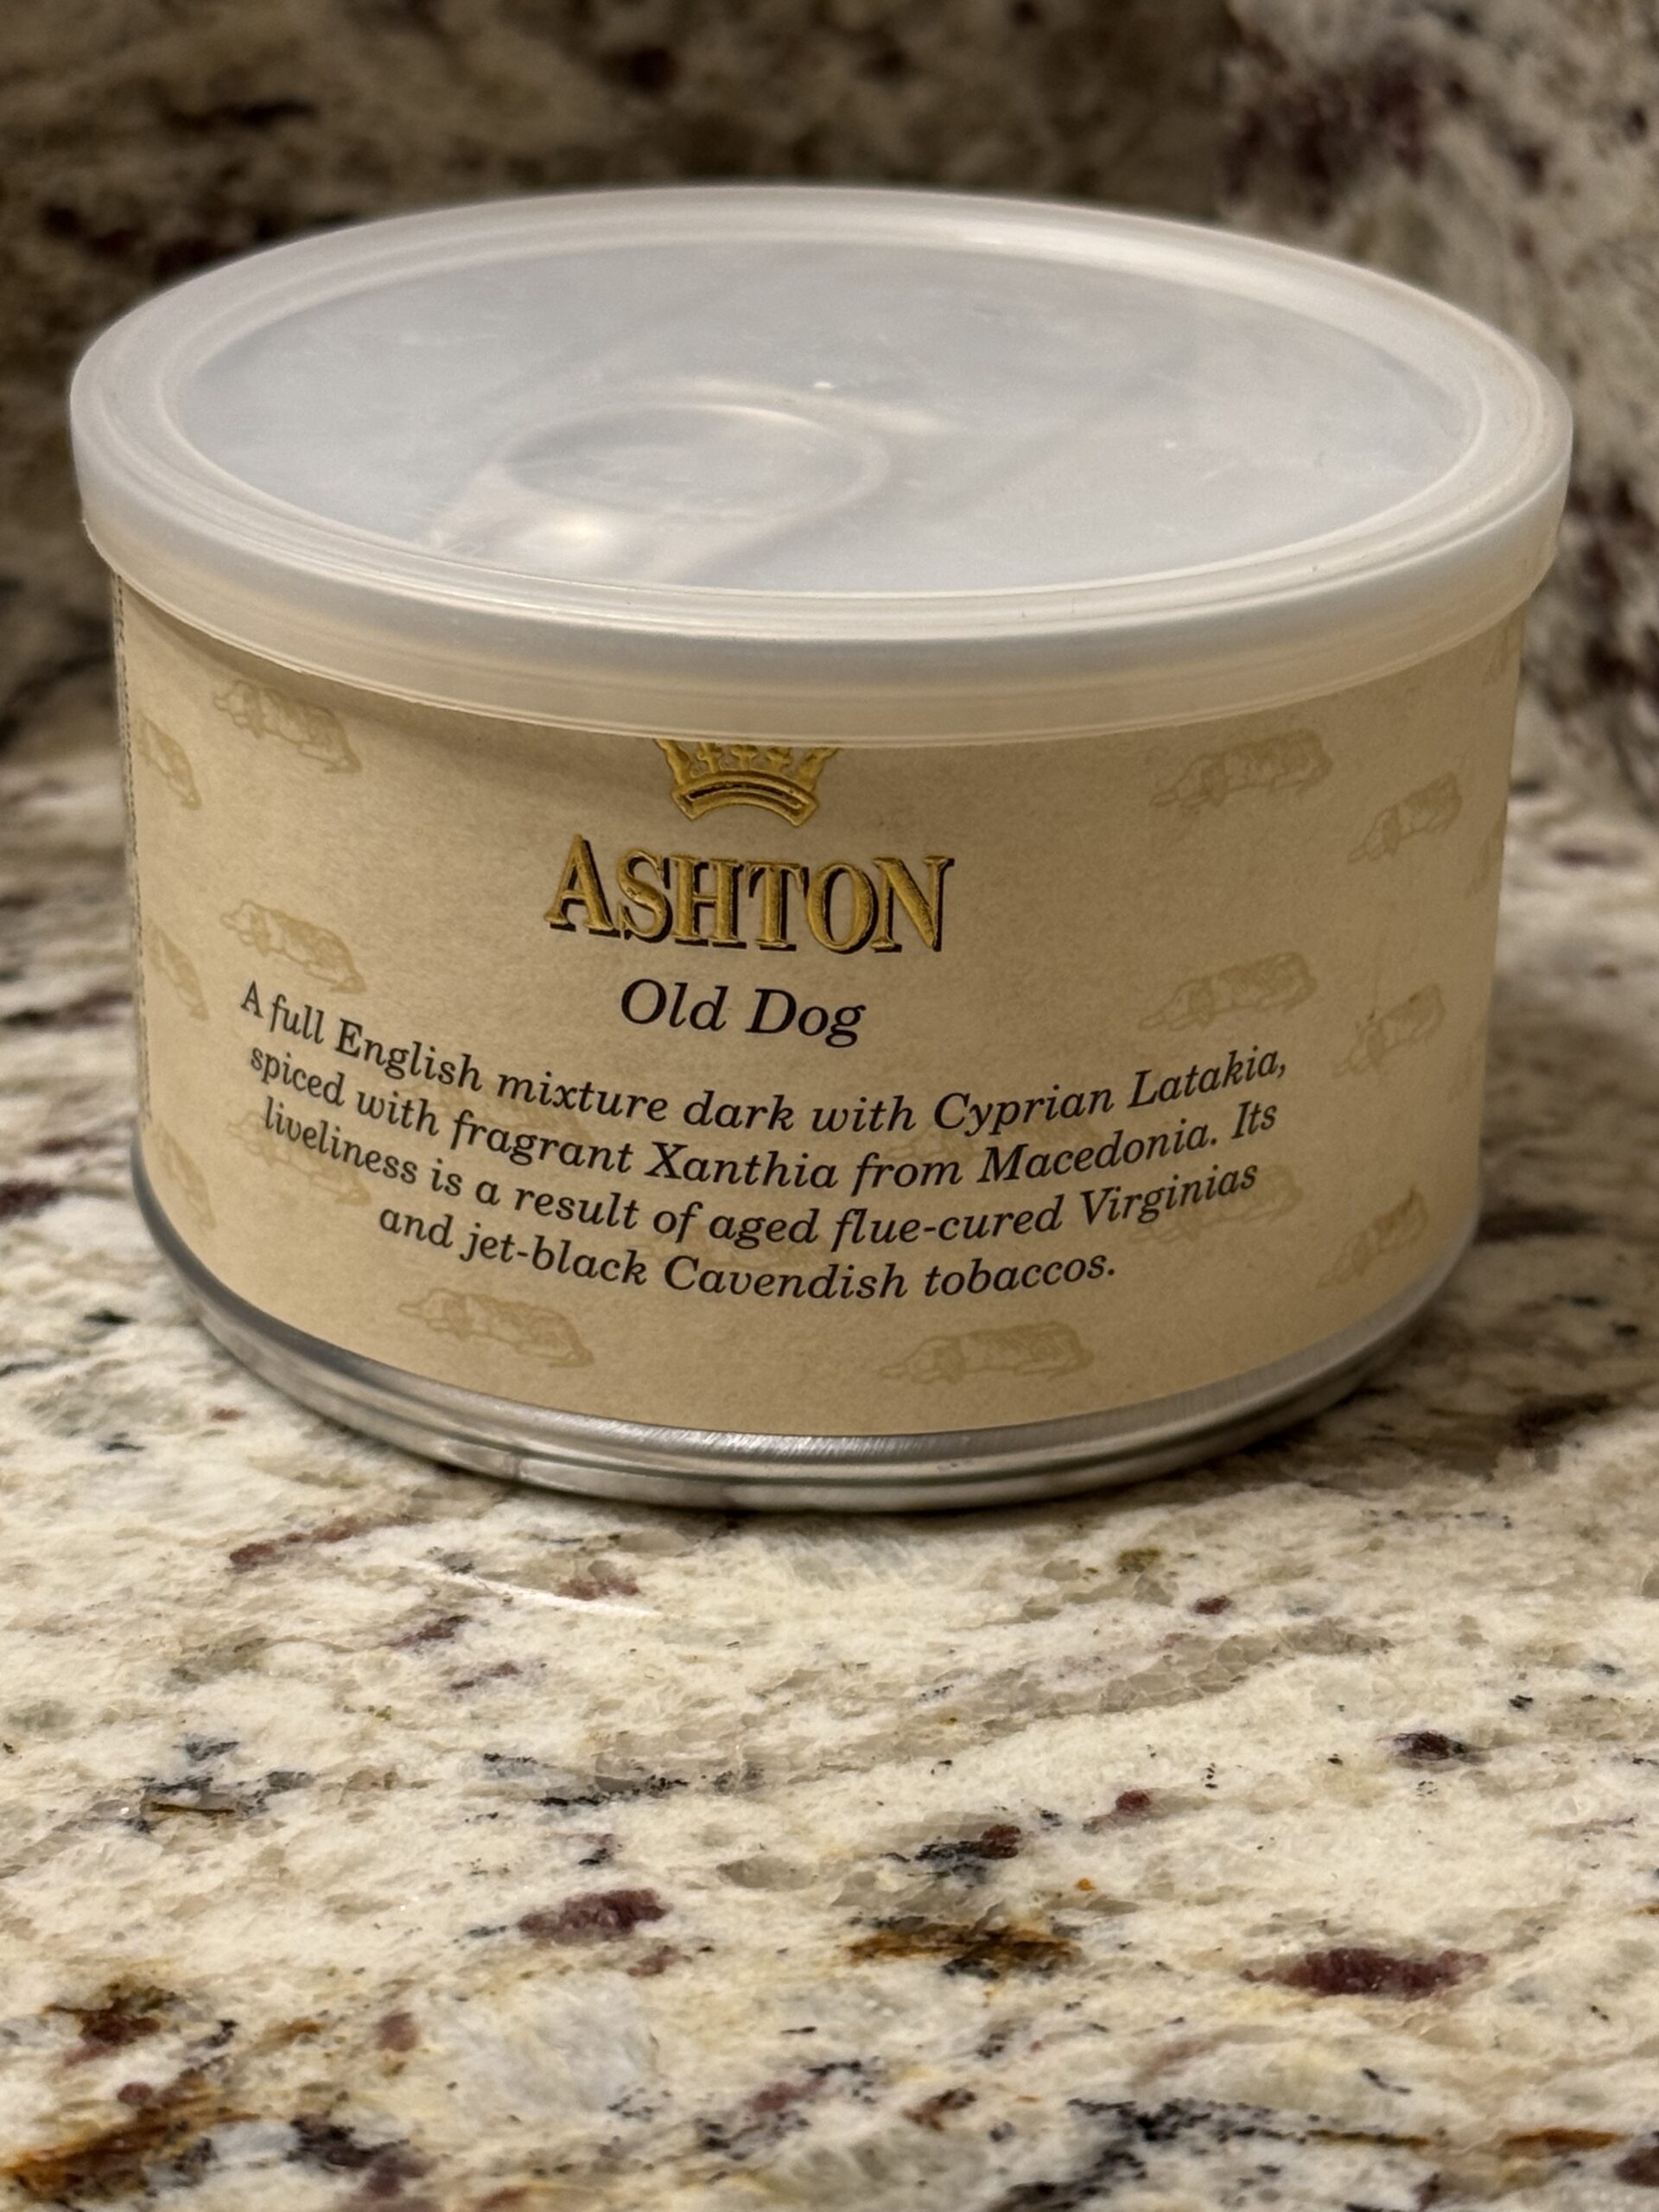 ASHTON
Old Dog
A full English mixture dark with Cyprian Latakia,
spiced with fragrant Xanthia from Macedonia. Its
liveliness is a result of aged flue-cured Virginias
and jet-black Cavendish tobaccos.